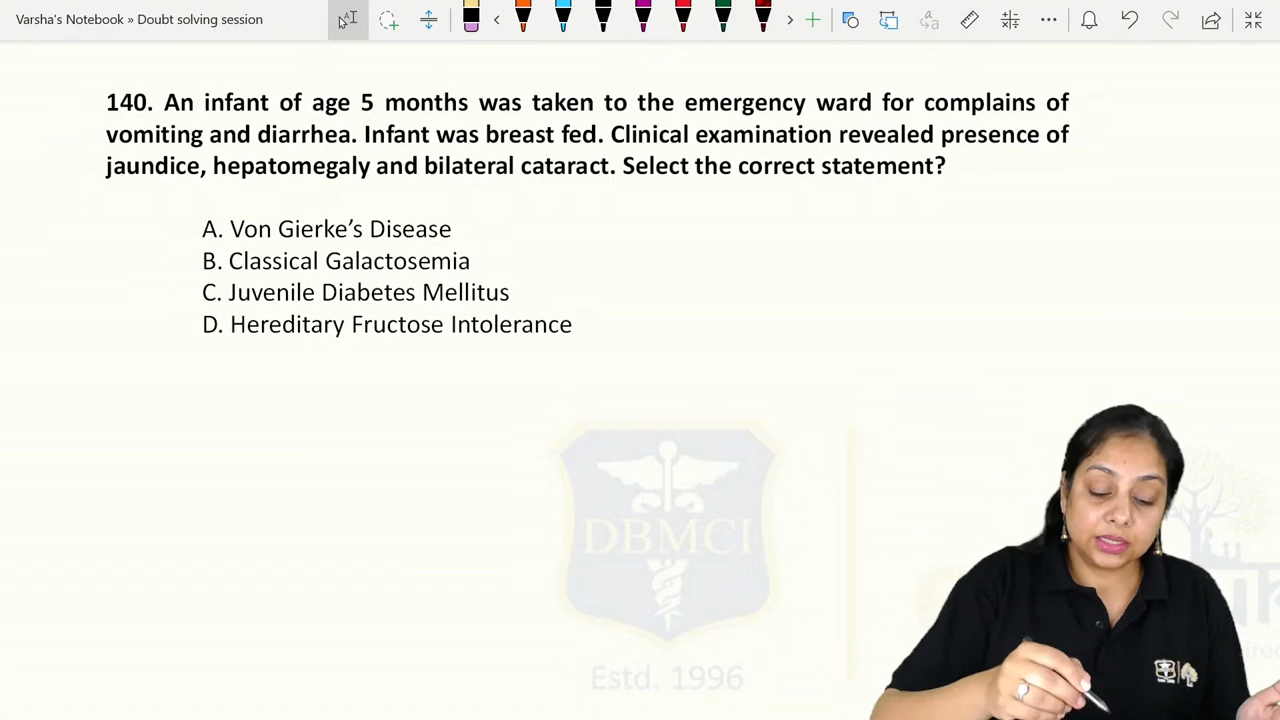 Varsha's Notebook » Doubt solving session
140. An infant of age 5 months was taken to the emergency ward for complains of
vomiting and diarrhea. Infant was breast fed. Clinical examination revealed presence of
jaundice, hepatomegaly and bilateral cataract. Select the correct statement?
A. Von Gierke’s Disease
B. Classical Galactosemia
C. Juvenile Diabetes Mellitus
D. Hereditary Fructose Intolerance
DBMCI
Estd. 1996